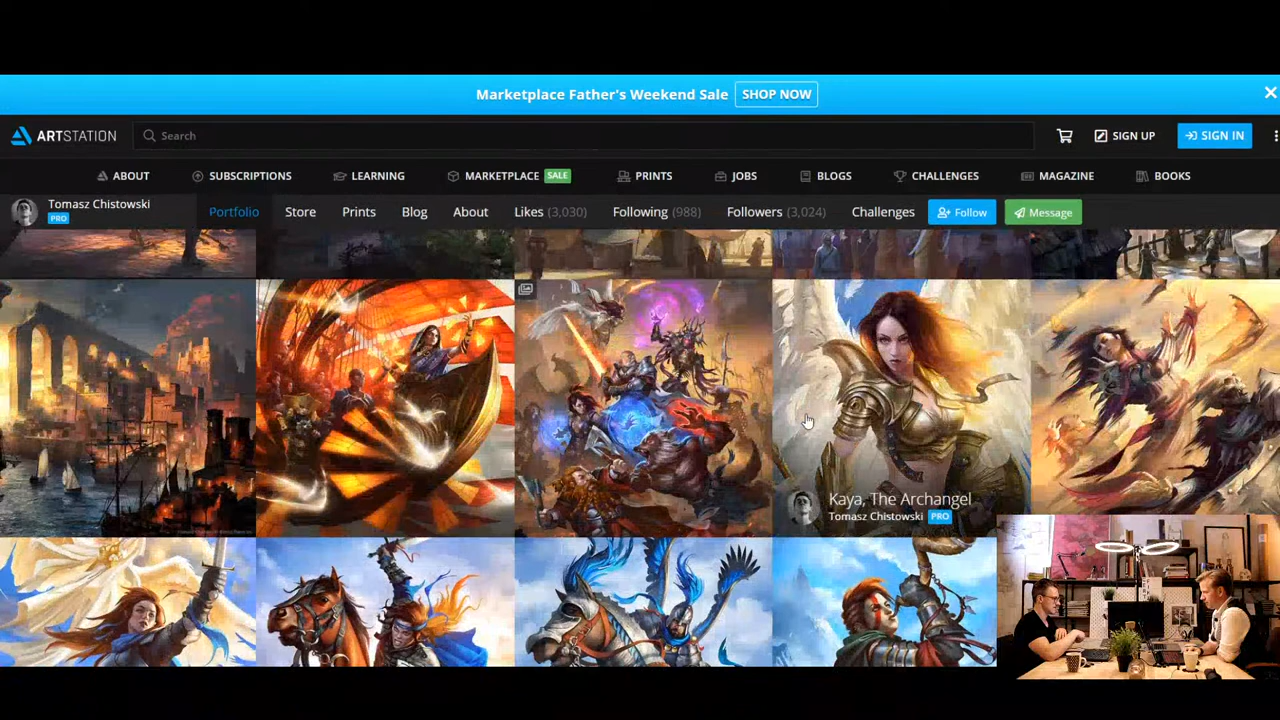 Marketplace Father's Weekend Sale SHOP NOW
ARTSTATION Search SIGN UP SIGN IN
ABOUT SUBSCRIPTIONS LEARNING MARKETPLACE SALE PRINTS JOBS BLOGS CHALLENGES MAGAZINE BOOKS
Tomasz Chistowski
PRO
Portfolio Store Prints Blog About Likes (3,030) Following (988) Followers (3,024) Challenges Follow Message
Kaya, The Archangel
Tomasz Chistowski PRO